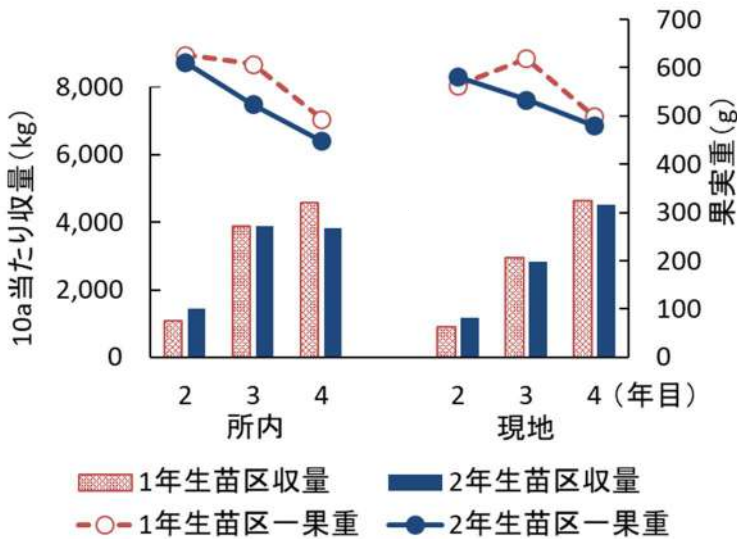 10a当たり収量(kg)
8,000
6,000
4,000
2,000
0
700
600
500
400
300
200
100
0
果実重(g)
2 3 4 2 3 4 (年目)
所内 現地
1年生苗区収量 2年生苗区収量
1年生苗区一果重 2年生苗区一果重